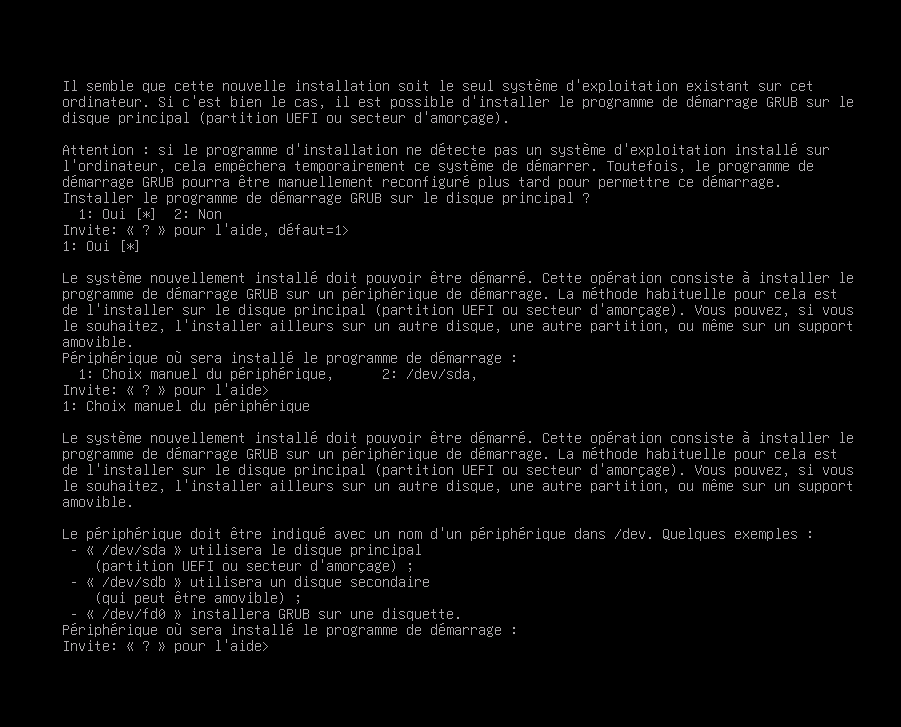 Il semble que cette nouvelle installation soit le seul système d'exploitation existant sur cet
ordinateur. Si c'est bien le cas, il est possible d'installer le programme de démarrage GRUB sur le
disque principal (partition UEFI ou secteur d'amorçage).
Attention : si le programme d'installation ne détecte pas un système d'exploitation installé sur
l'ordinateur, cela empêchera temporairement ce système de démarrer. Toutefois, le programme de
démarrage GRUB pourra être manuellement reconfiguré plus tard pour permettre ce démarrage.
Installer le programme de démarrage GRUB sur le disque principal ?
1: Oui [*]  2: Non
Invite: « ? » pour l'aide, défaut=1>
1: Oui [*]
Le système nouvellement installé doit pouvoir être démarré. Cette opération consiste à installer le
programme de démarrage GRUB sur un périphérique de démarrage. La méthode habituelle pour cela est
de l'installer sur le disque principal (partition UEFI ou secteur d'amorçage). Vous pouvez, si vous
le souhaitez, l'installer ailleurs sur un autre disque, une autre partition, ou même sur un support
amovible.
Périphérique où sera installé le programme de démarrage :
1: Choix manuel du périphérique,      2: /dev/sda,
Invite: « ? » pour l'aide>
1: Choix manuel du périphérique
Le système nouvellement installé doit pouvoir être démarré. Cette opération consiste à installer le
programme de démarrage GRUB sur un périphérique de démarrage. La méthode habituelle pour cela est
de l'installer sur le disque principal (partition UEFI ou secteur d'amorçage). Vous pouvez, si vous
le souhaitez, l'installer ailleurs sur un autre disque, une autre partition, ou même sur un support
amovible.
Le périphérique doit être indiqué avec un nom d'un périphérique dans /dev. Quelques exemples :
- « /dev/sda » utilisera le disque principal
(partition UEFI ou secteur d'amorçage) ;
- « /dev/sdb » utilisera un disque secondaire
(qui peut être amovible) ;
- « /dev/fd0 » installera GRUB sur une disquette.
Périphérique où sera installé le programme de démarrage :
Invite: « ? » pour l'aide>